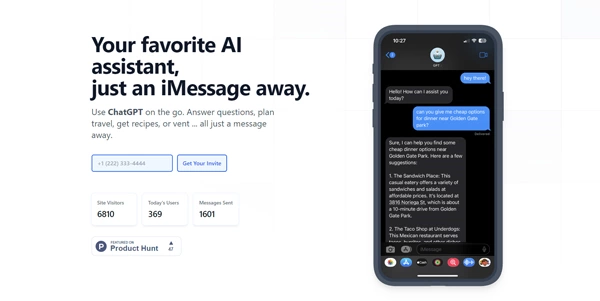 Your favorite AI
assistant,
just an iMessage away.
Use ChatGPT on the go. Answer questions, plan
travel, get recipes, or vent ... all just a message
away.
+1 (222) 333-4444
Get Your Invite
Site Visitors
6810
Today's Users
369
Messages Sent
1601
FEATURED ON
Product Hunt
47
10:27
GPT
hey there!
Hello! How can I assist you
today?
can you give me cheap options
for dinner near Golden Gate
park?
Sure, I can help you find some
cheap dinner options near
Golden Gate Park. Here are a few
suggestions:
1. The Sandwich Place: This
casual eatery offers a variety of
sandwiches and salads at
affordable prices. It's located at
3816 Noriega St, which is about
a 10-minute drive from Golden
Gate Park.
2. The Taco Shop at Underdogs:
This Mexican restaurant serves
iMessage